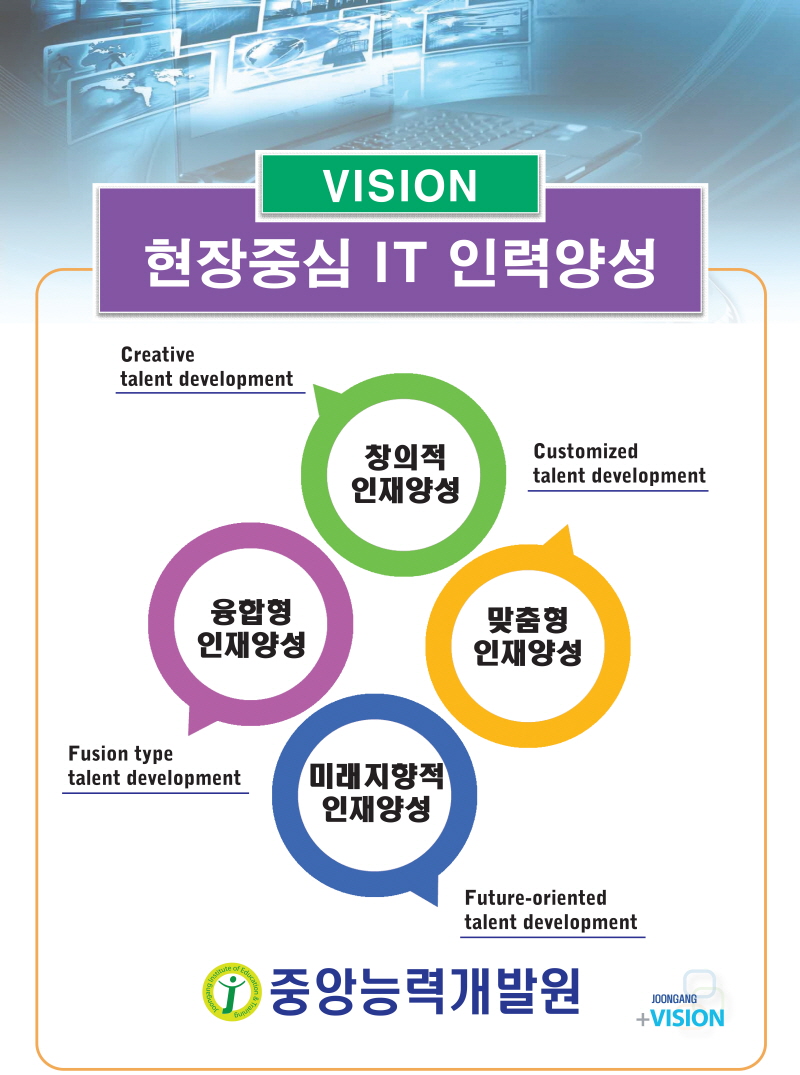 VISION
현장중심 IT 인력양성
Creative
talent development
창의적
인재양성
Customized
talent development
융합형
인재양성
맞춤형
인재양성
Fusion type
talent development
미래지향적
인재양성
Future-oriented
talent development
Joongang Institute of Education & Training
중앙능력개발원
JOONGANG
+VISION